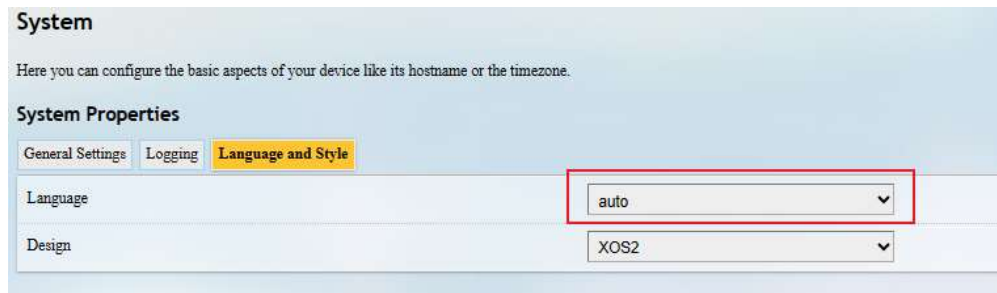 System
Here you can configure the basic aspects of your device like its hostname or the timezone.
System Properties
General Settings Logging Language and Style
Language auto
Design XOS2